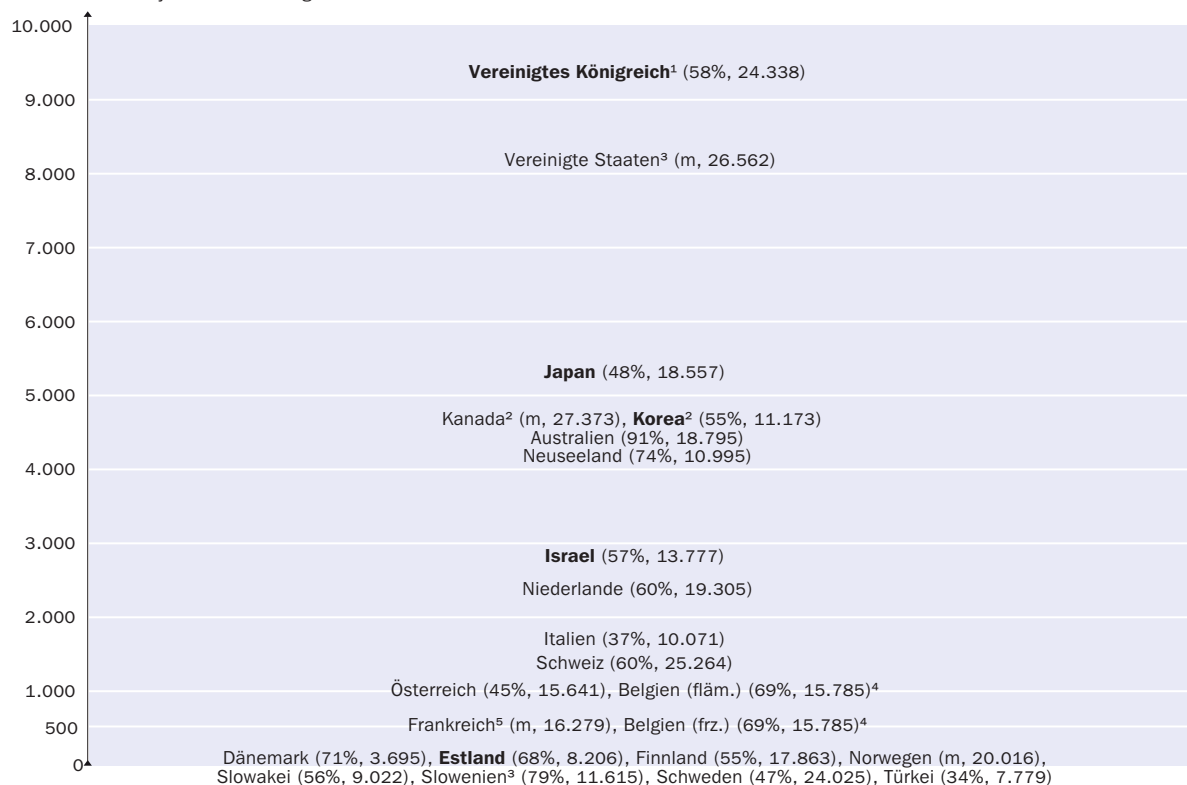 10.000
Vereinigtes Königreich¹ (58%, 24.338)
9.000
Vereinigte Staaten³ (m, 26.562)
8.000
7.000
6.000
Japan (48%, 18.557)
5.000
Kanada² (m, 27.373), Korea² (55%, 11.173)
Australien (91%, 18.795)
Neuseeland (74%, 10.995)
4.000
3.000
Israel (57%, 13.777)
Niederlande (60%, 19.305)
2.000
Italien (37%, 10.071)
Schweiz (60%, 25.264)
1.000
Österreich (45%, 15.641), Belgien (fläm.) (69%, 15.785)⁴
500
Frankreich⁵ (m, 16.279), Belgien (frz.) (69%, 15.785)⁴
0
Dänemark (71%, 3.695), Estland (68%, 8.206), Finnland (55%, 17.863), Norwegen (m, 20.016),
Slowakei (56%, 9.022), Slowenien³ (79%, 11.615), Schweden (47%, 24.025), Türkei (34%, 7.779)